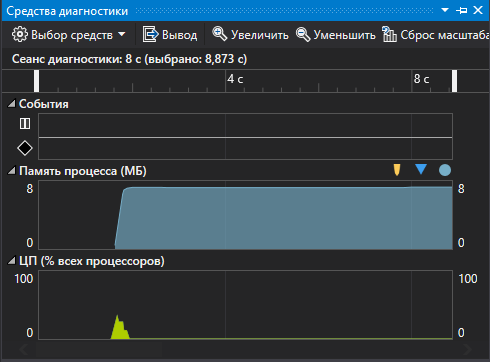 Средства диагностики
Выбор средств Вывод Увеличить Уменьшить Сброс масштаба
Сеанс диагностики: 8 с (выбрано: 8,873 с)
4 с 8 с
События
Память процесса (МБ)
8 8
0 0
ЦП (% всех процессоров)
100 100
0 0